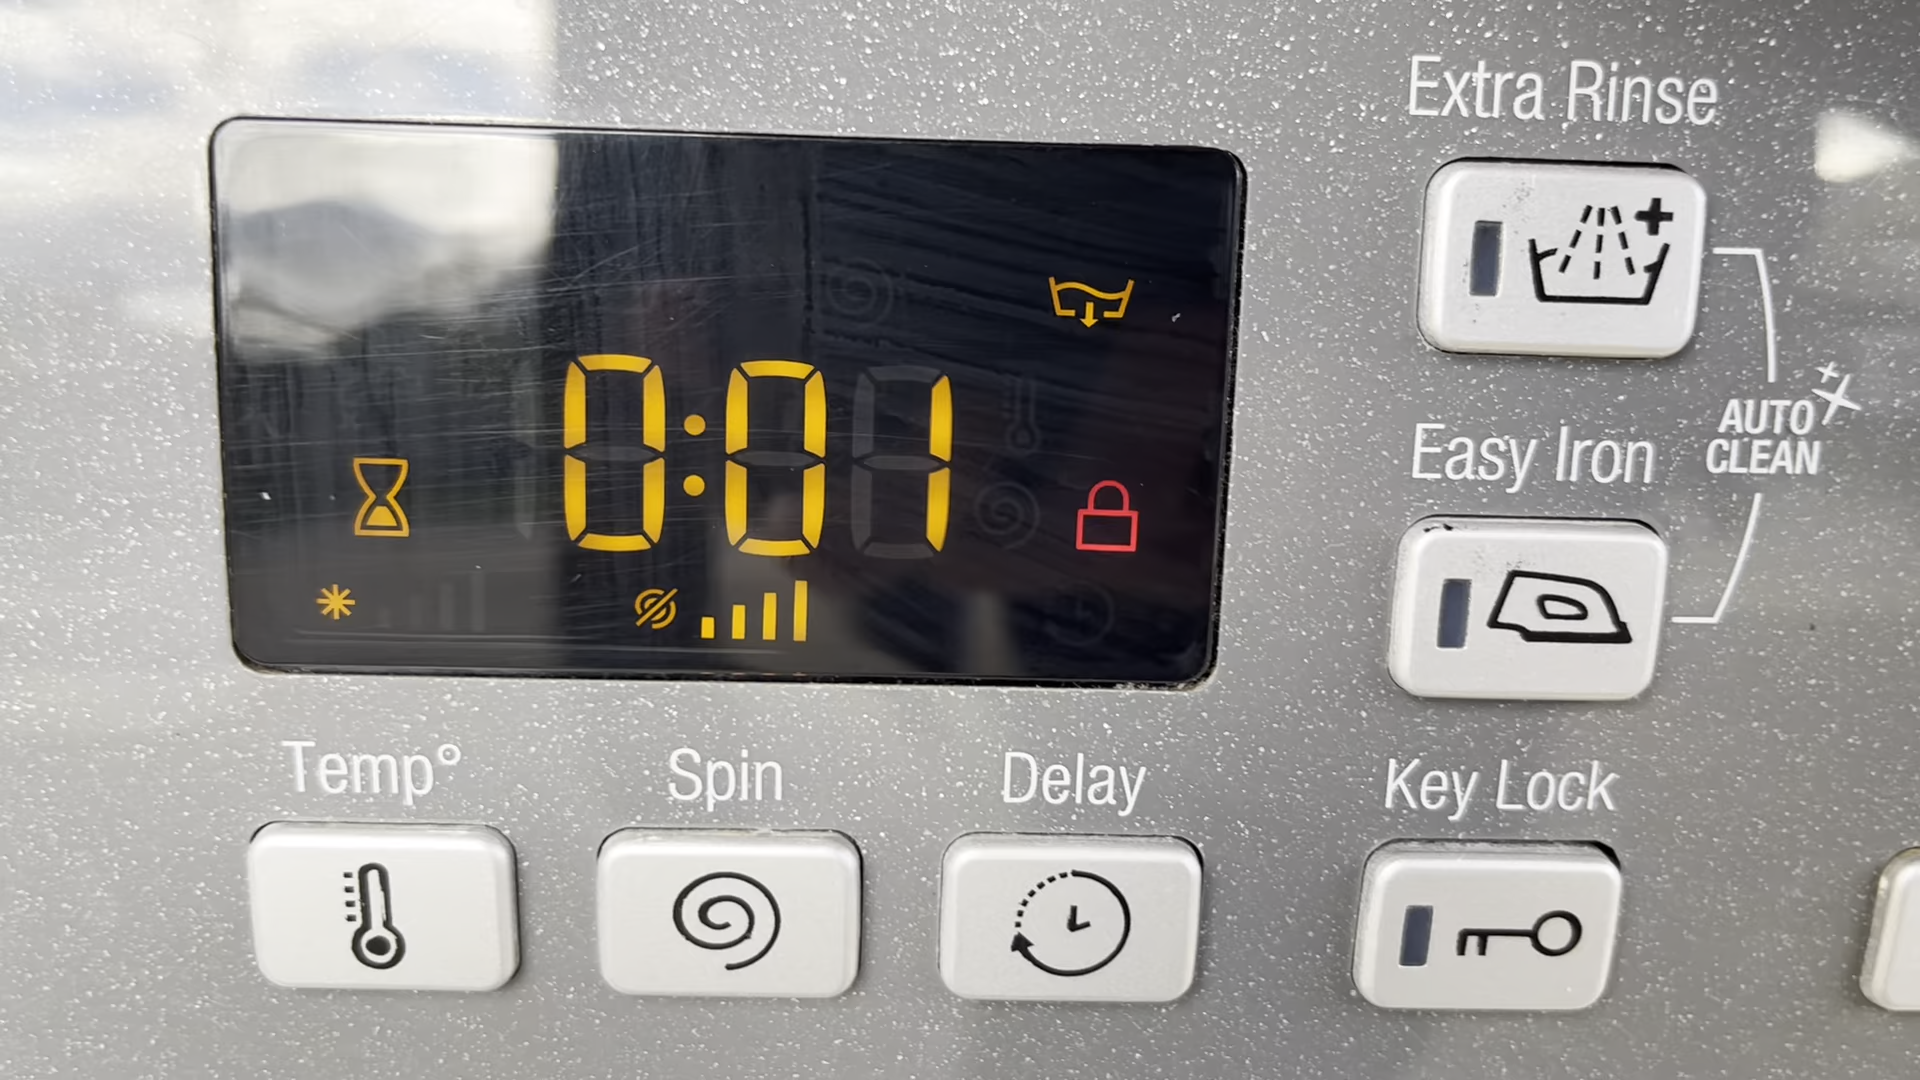 Extra Rinse
0:01
AUTO
CLEAN
Easy Iron
Temp°
Spin
Delay
Key Lock